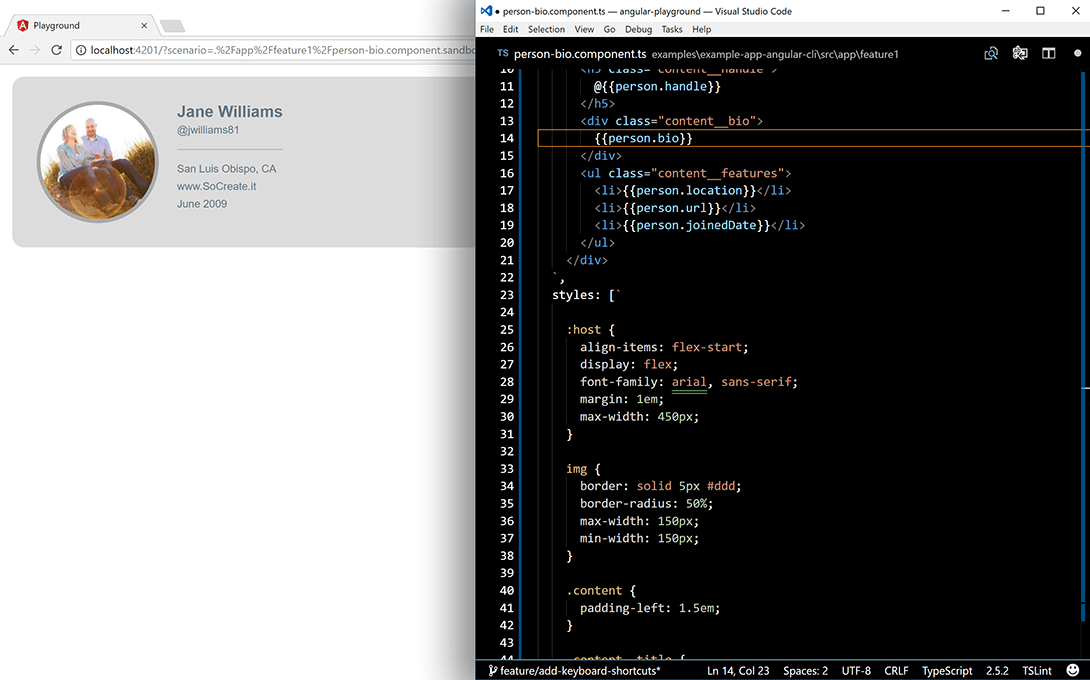 Playground
localhost:4201/?scenario=.%2Fapp%2Ffeature1%2Fperson-bio.component.sandbo
Jane Williams
@jwilliams81
San Luis Obispo, CA
www.SoCreate.it
June 2009
● person-bio.component.ts — angular-playground — Visual Studio Code
File Edit Selection View Go Debug Tasks Help
TS person-bio.component.ts examples\example-app-angular-cli\src\app\feature1
10 <h5 class="content__handle">
11 @{{person.handle}}
12 </h5>
13 <div class="content__bio">
14 {{person.bio}}
15 </div>
16 <ul class="content__features">
17 <li>{{person.location}}</li>
18 <li>{{person.url}}</li>
19 <li>{{person.joinedDate}}</li>
20 </ul>
21 </div>
22 `,
23 styles: [`
24
25 :host {
26 align-items: flex-start;
27 display: flex;
28 font-family: arial, sans-serif;
29 margin: 1em;
30 max-width: 450px;
31 }
32
33 img {
34 border: solid 5px #ddd;
35 border-radius: 50%;
36 max-width: 150px;
37 min-width: 150px;
38 }
39
40 .content {
41 padding-left: 1.5em;
42 }
43
44 .content__title {
feature/add-keyboard-shortcuts* Ln 14, Col 23 Spaces: 2 UTF-8 CRLF TypeScript 2.5.2 TSLint